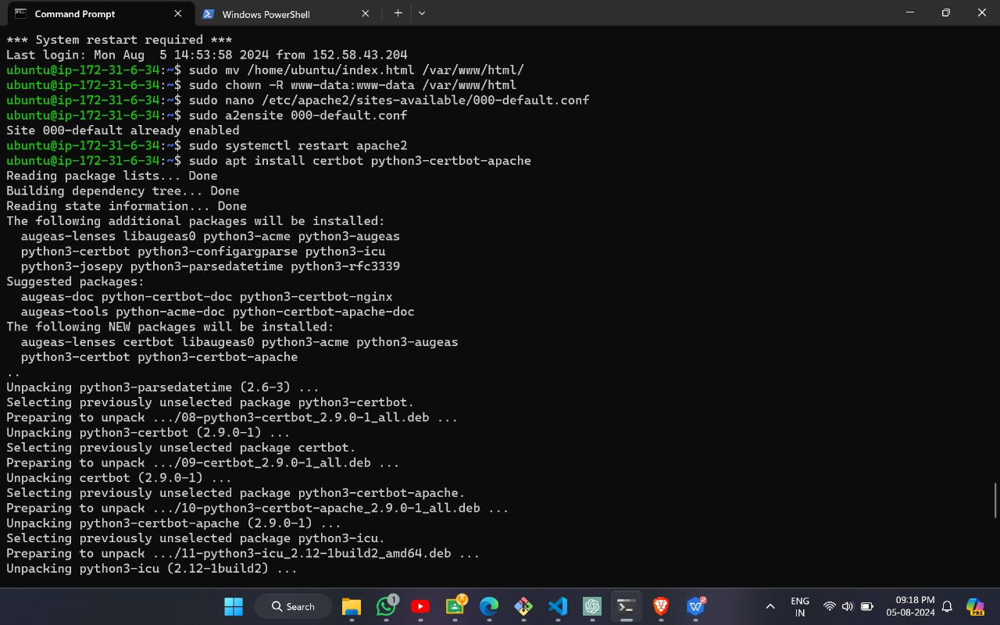 Command Prompt
Windows PowerShell
*** System restart required ***
Last login: Mon Aug  5 14:53:58 2024 from 152.58.43.204
ubuntu@ip-172-31-6-34:~$ sudo mv /home/ubuntu/index.html /var/www/html/
ubuntu@ip-172-31-6-34:~$ sudo chown -R www-data:www-data /var/www/html
ubuntu@ip-172-31-6-34:~$ sudo nano /etc/apache2/sites-available/000-default.conf
ubuntu@ip-172-31-6-34:~$ sudo a2ensite 000-default.conf
Site 000-default already enabled
ubuntu@ip-172-31-6-34:~$ sudo systemctl restart apache2
ubuntu@ip-172-31-6-34:~$ sudo apt install certbot python3-certbot-apache
Reading package lists... Done
Building dependency tree... Done
Reading state information... Done
The following additional packages will be installed:
  augeas-lenses libaugeas0 python3-acme python3-augeas
  python3-certbot python3-configargparse python3-icu
  python3-josepy python3-parsedatetime python3-rfc3339
Suggested packages:
  augeas-doc python-certbot-doc python3-certbot-nginx
  augeas-tools python-acme-doc python-certbot-apache-doc
The following NEW packages will be installed:
  augeas-lenses certbot libaugeas0 python3-acme python3-augeas
  python3-certbot python3-certbot-apache
..
Unpacking python3-parsedatetime (2.6-3) ...
Selecting previously unselected package python3-certbot.
Preparing to unpack .../08-python3-certbot_2.9.0-1_all.deb ...
Unpacking python3-certbot (2.9.0-1) ...
Selecting previously unselected package certbot.
Preparing to unpack .../09-certbot_2.9.0-1_all.deb ...
Unpacking certbot (2.9.0-1) ...
Selecting previously unselected package python3-certbot-apache.
Preparing to unpack .../10-python3-certbot-apache_2.9.0-1_all.deb ...
Unpacking python3-certbot-apache (2.9.0-1) ...
Selecting previously unselected package python3-icu.
Preparing to unpack .../11-python3-icu_2.12-1build2_amd64.deb ...
Unpacking python3-icu (2.12-1build2) ...
Search
1
2
ENG
IN
09:18 PM
05-08-2024
PRE